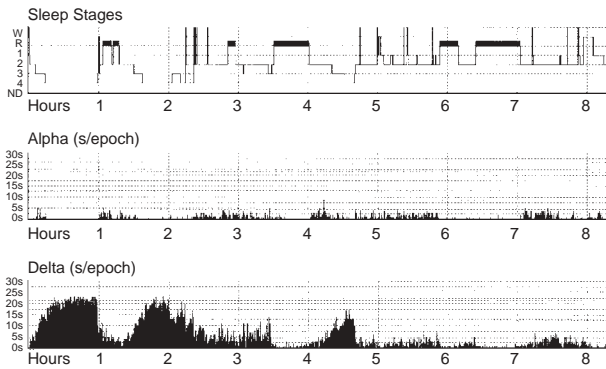 Sleep Stages
W
R
1
2
3
4
ND
Hours 1 2 3 4 5 6 7 8
Alpha (s/epoch)
30s
25s
20s
15s
10s
5s
0s
Hours 1 2 3 4 5 6 7 8
Delta (s/epoch)
30s
25s
20s
15s
10s
5s
0s
Hours 1 2 3 4 5 6 7 8